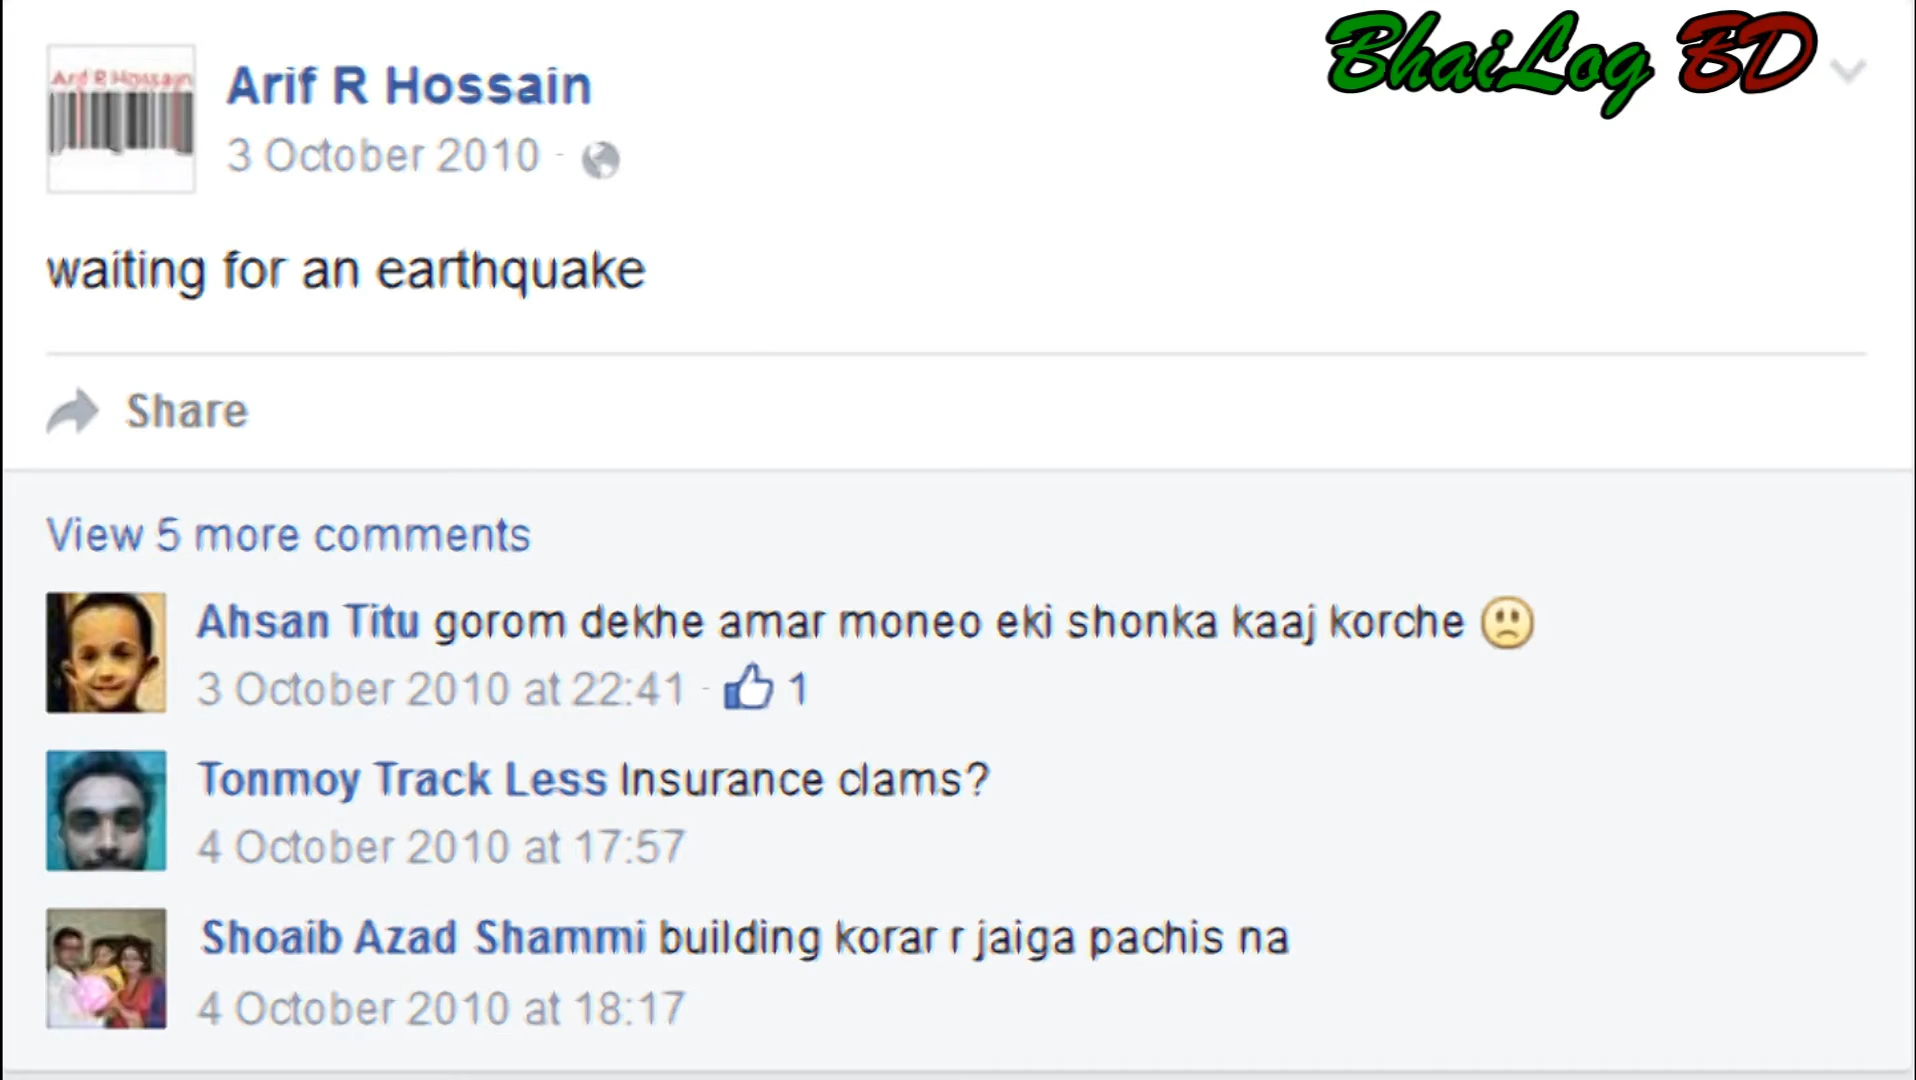 BhaiLog BD
Arif R Hossain
Arif R Hossain
3 October 2010 ·
waiting for an earthquake
Share
View 5 more comments
Ahsan Titu gorom dekhe amar moneo eki shonka kaaj korche
3 October 2010 at 22:41 · 1
Tonmoy Track Less Insurance clams?
4 October 2010 at 17:57
Shoaib Azad Shammi building korar r jaiga pachis na
4 October 2010 at 18:17